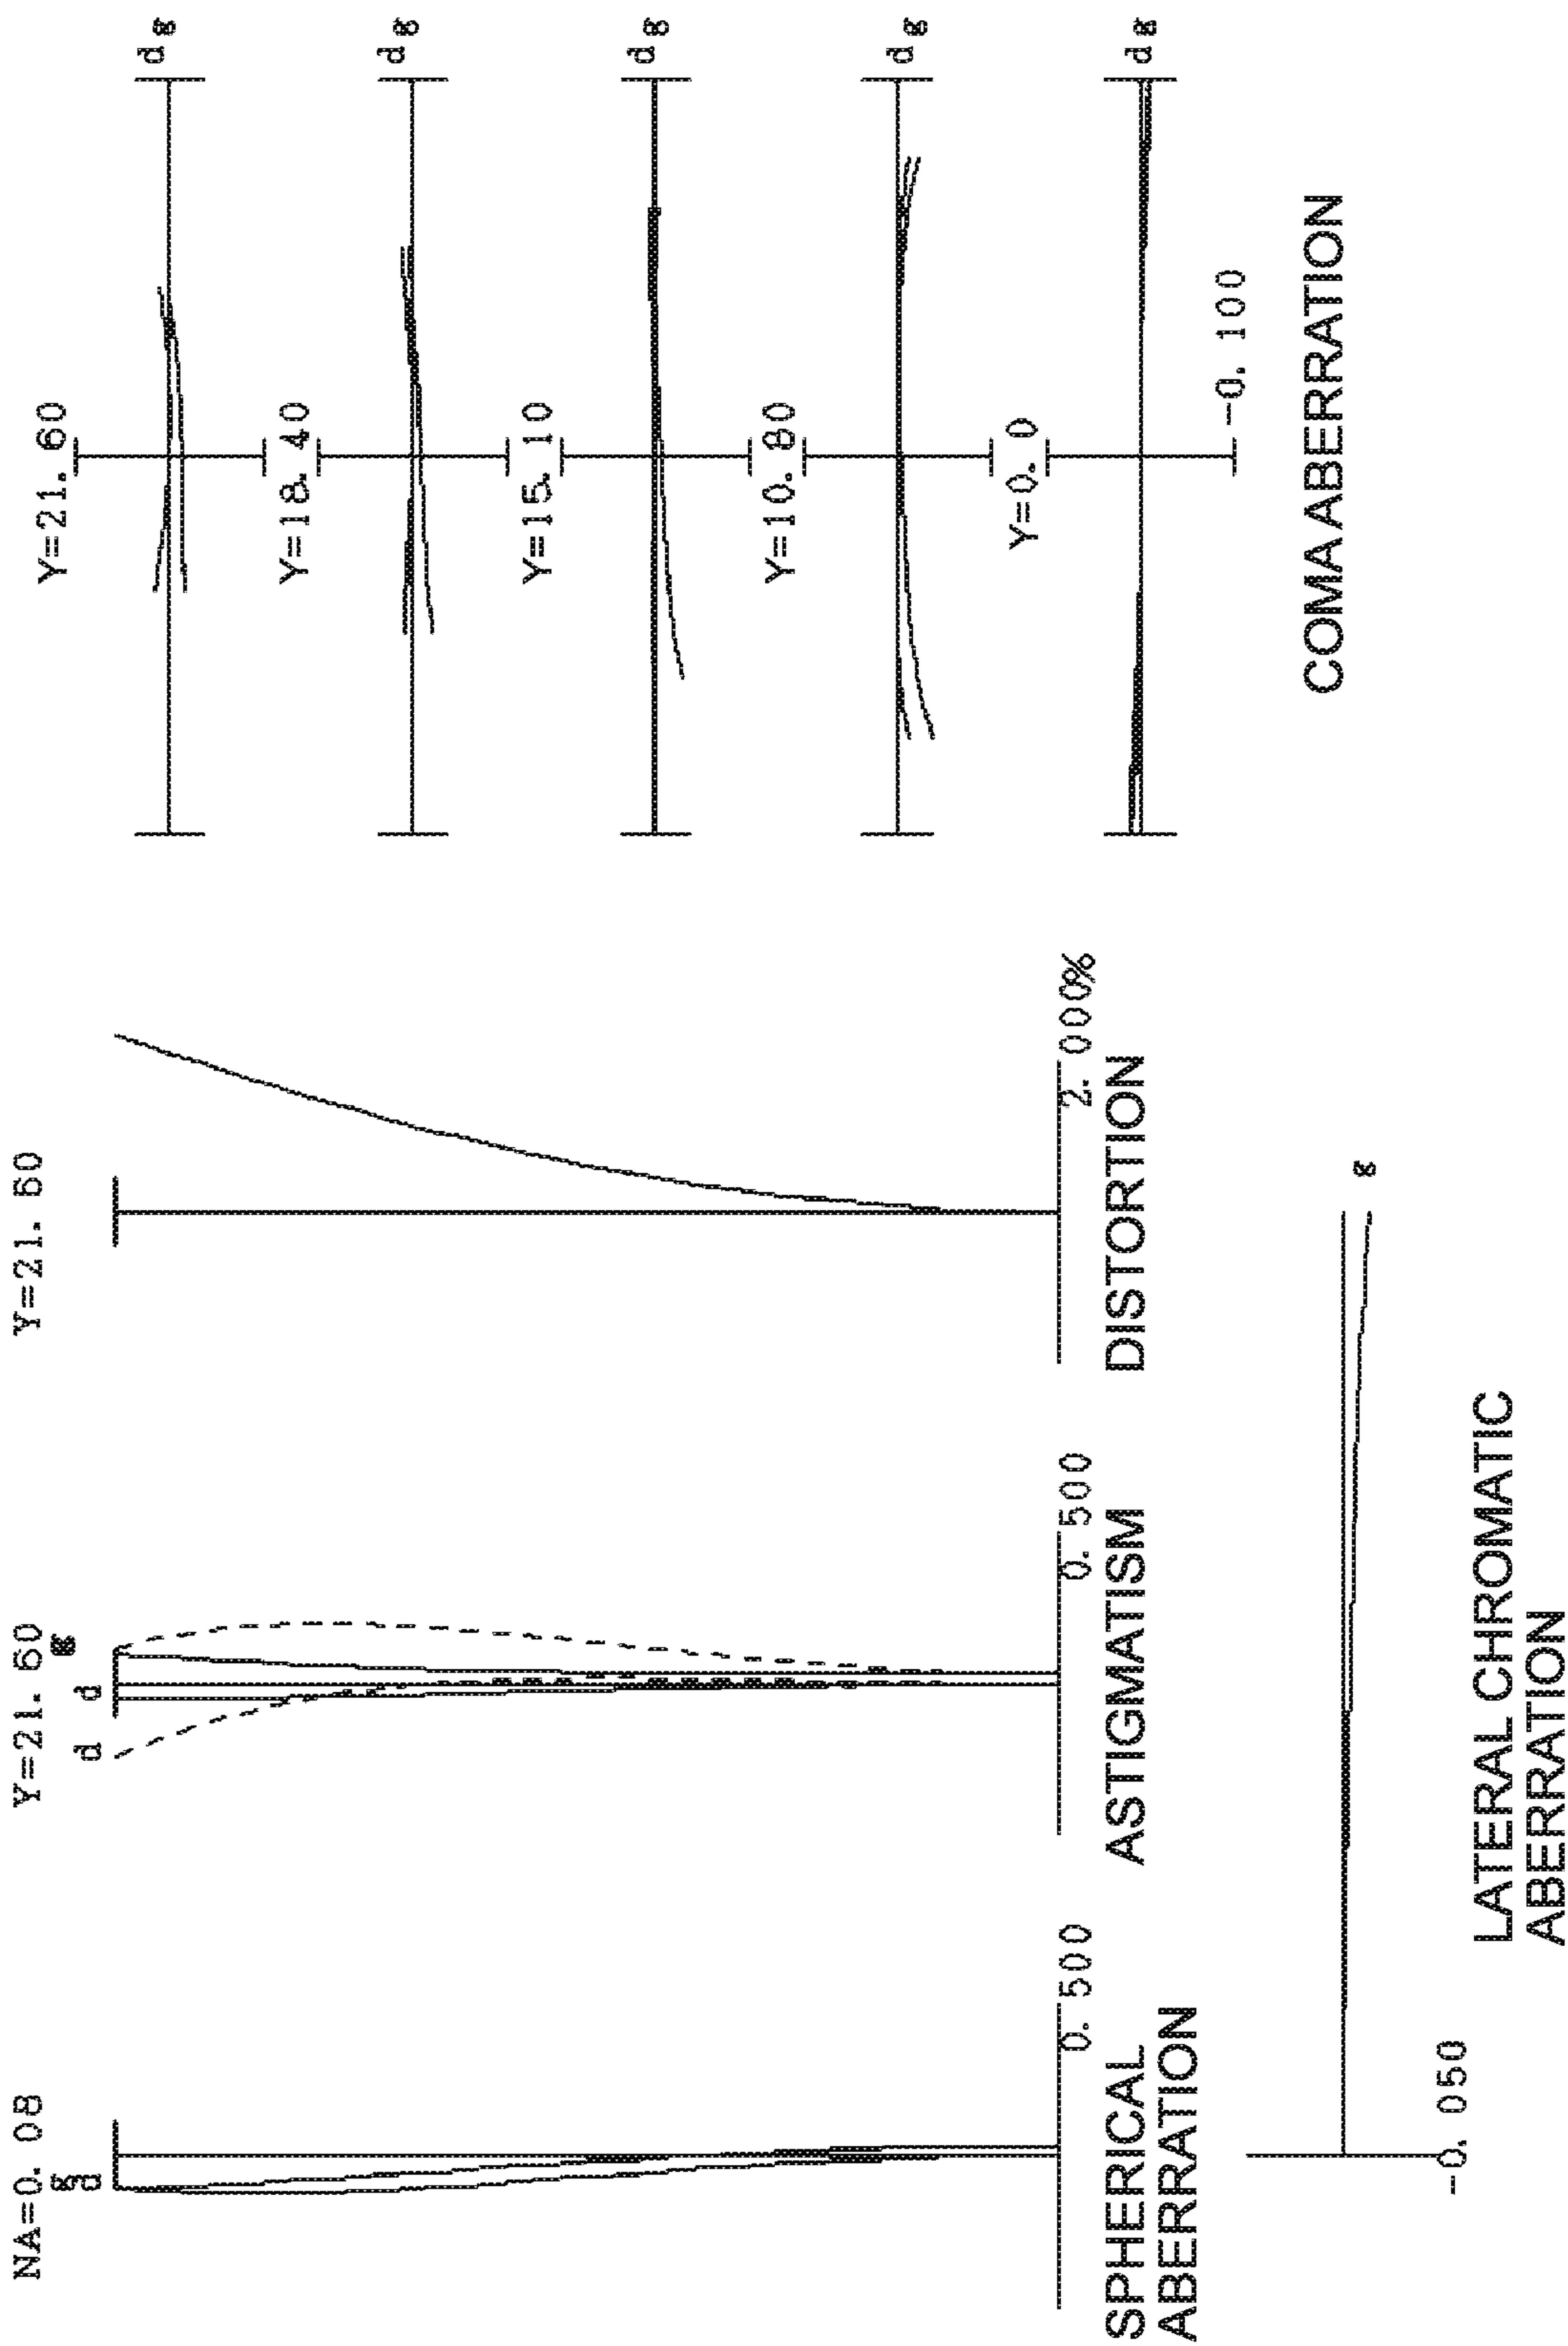 NA=0. 08
g
d
0. 500
SPHERICAL
ABERRATION
Y=21. 60
d
d
g
g
0. 500
ASTIGMATISM
Y=21. 60
2. 000%
DISTORTION
-0. 050
g
LATERAL CHROMATIC
ABERRATION
Y=21. 60
d
g
Y=18. 40
d
g
Y=15. 10
d
g
Y=10. 80
d
g
Y=0. 0
d
g
-0. 100
COMA ABERRATION